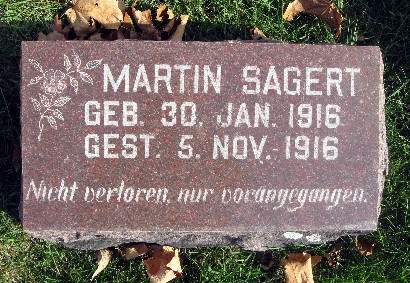 MARTIN SAGERT
GEB. 30. JAN. 1916
GEST. 5. NOV. 1916
Nicht verloren, nur vorangegangen.